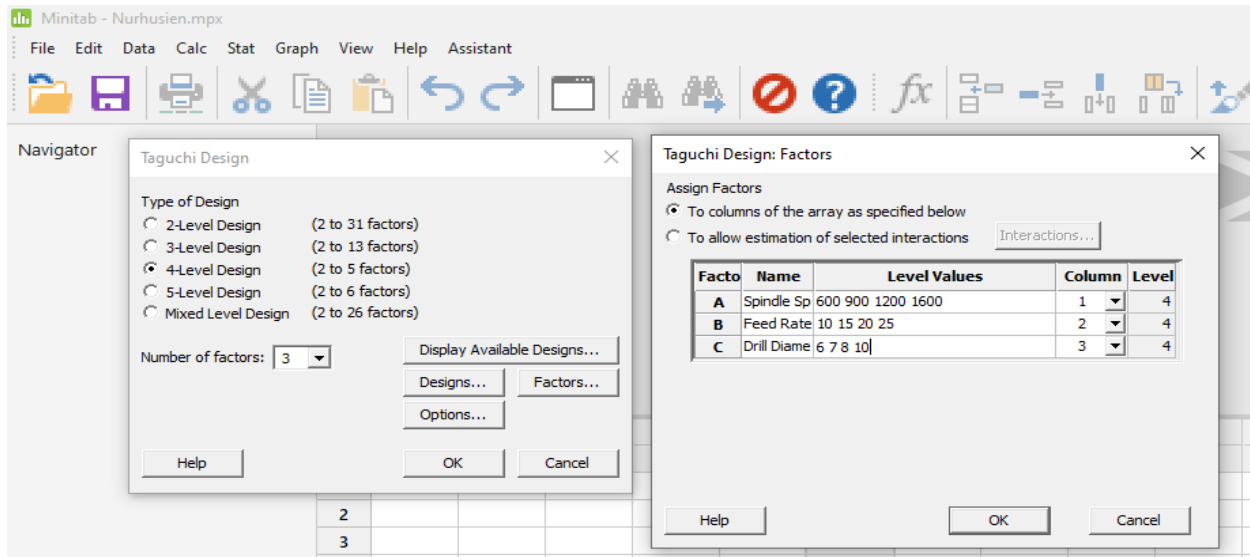 Minitab - Nurhusien.mpx
File Edit Data Calc Stat Graph View Help Assistant
fx
Navigator
Taguchi Design
Type of Design
2-Level Design (2 to 31 factors)
3-Level Design (2 to 13 factors)
4-Level Design (2 to 5 factors)
5-Level Design (2 to 6 factors)
Mixed Level Design (2 to 26 factors)
Number of factors: 3
Display Available Designs...
Designs... Factors...
Options...
Help OK Cancel
2
3
Taguchi Design: Factors
Assign Factors
To columns of the array as specified below
To allow estimation of selected interactions Interactions...
Facto Name Level Values Column Level
A Spindle Sp 600 900 1200 1600 1 4
B Feed Rate 10 15 20 25 2 4
C Drill Diame 6 7 8 10 3 4
Help OK Cancel